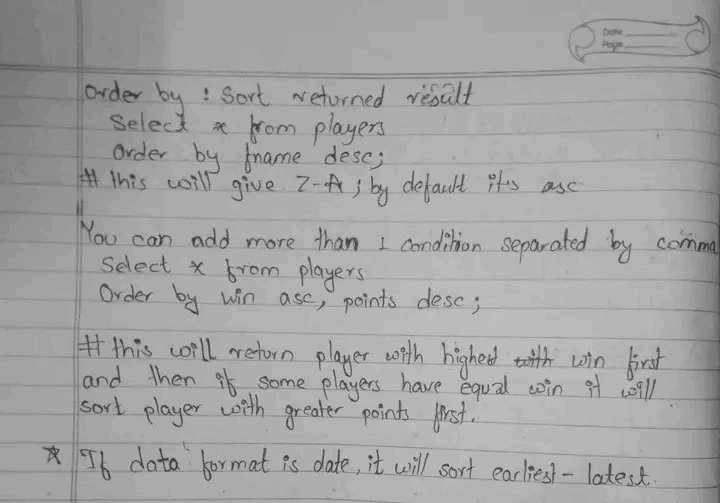 Date
Page
Order by : Sort returned result
Select * from players
Order by fname desc;
# this will give Z-A ; by default it's asc
You can add more than 1 condition separated by comma
Select * from players
Order by win asc, points desc;
# this will return player with highest with win first
and then if some players have equal win it will
sort player with greater points first.
* If data format is date, it will sort earliest - latest.